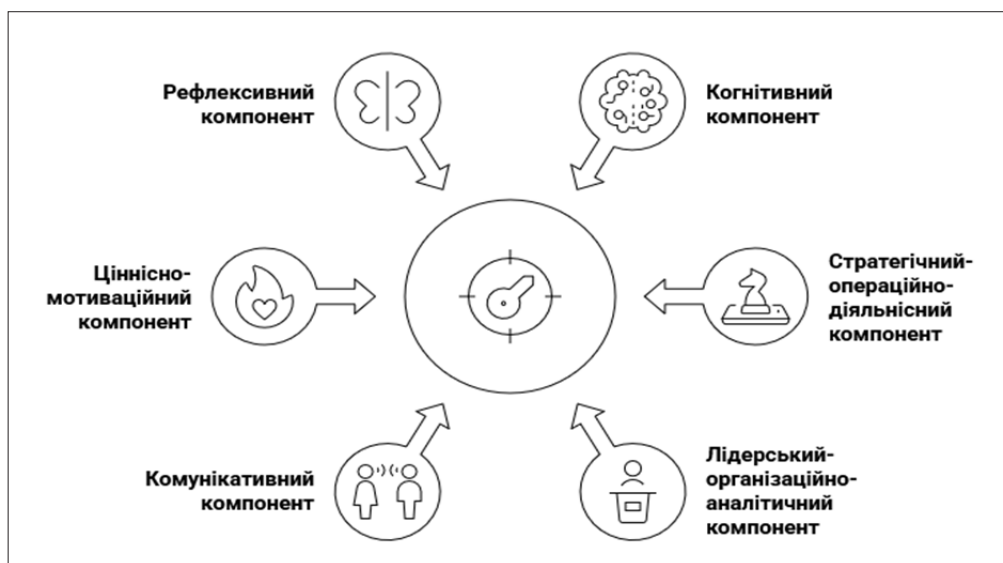 Рефлексивний
компонент
Когнітивний
компонент
Ціннісно-
мотиваційний
компонент
Стратегічний-
операційно-
діяльнісний
компонент
Комунікативний
компонент
Лідерський-
організаційно-
аналітичний
компонент